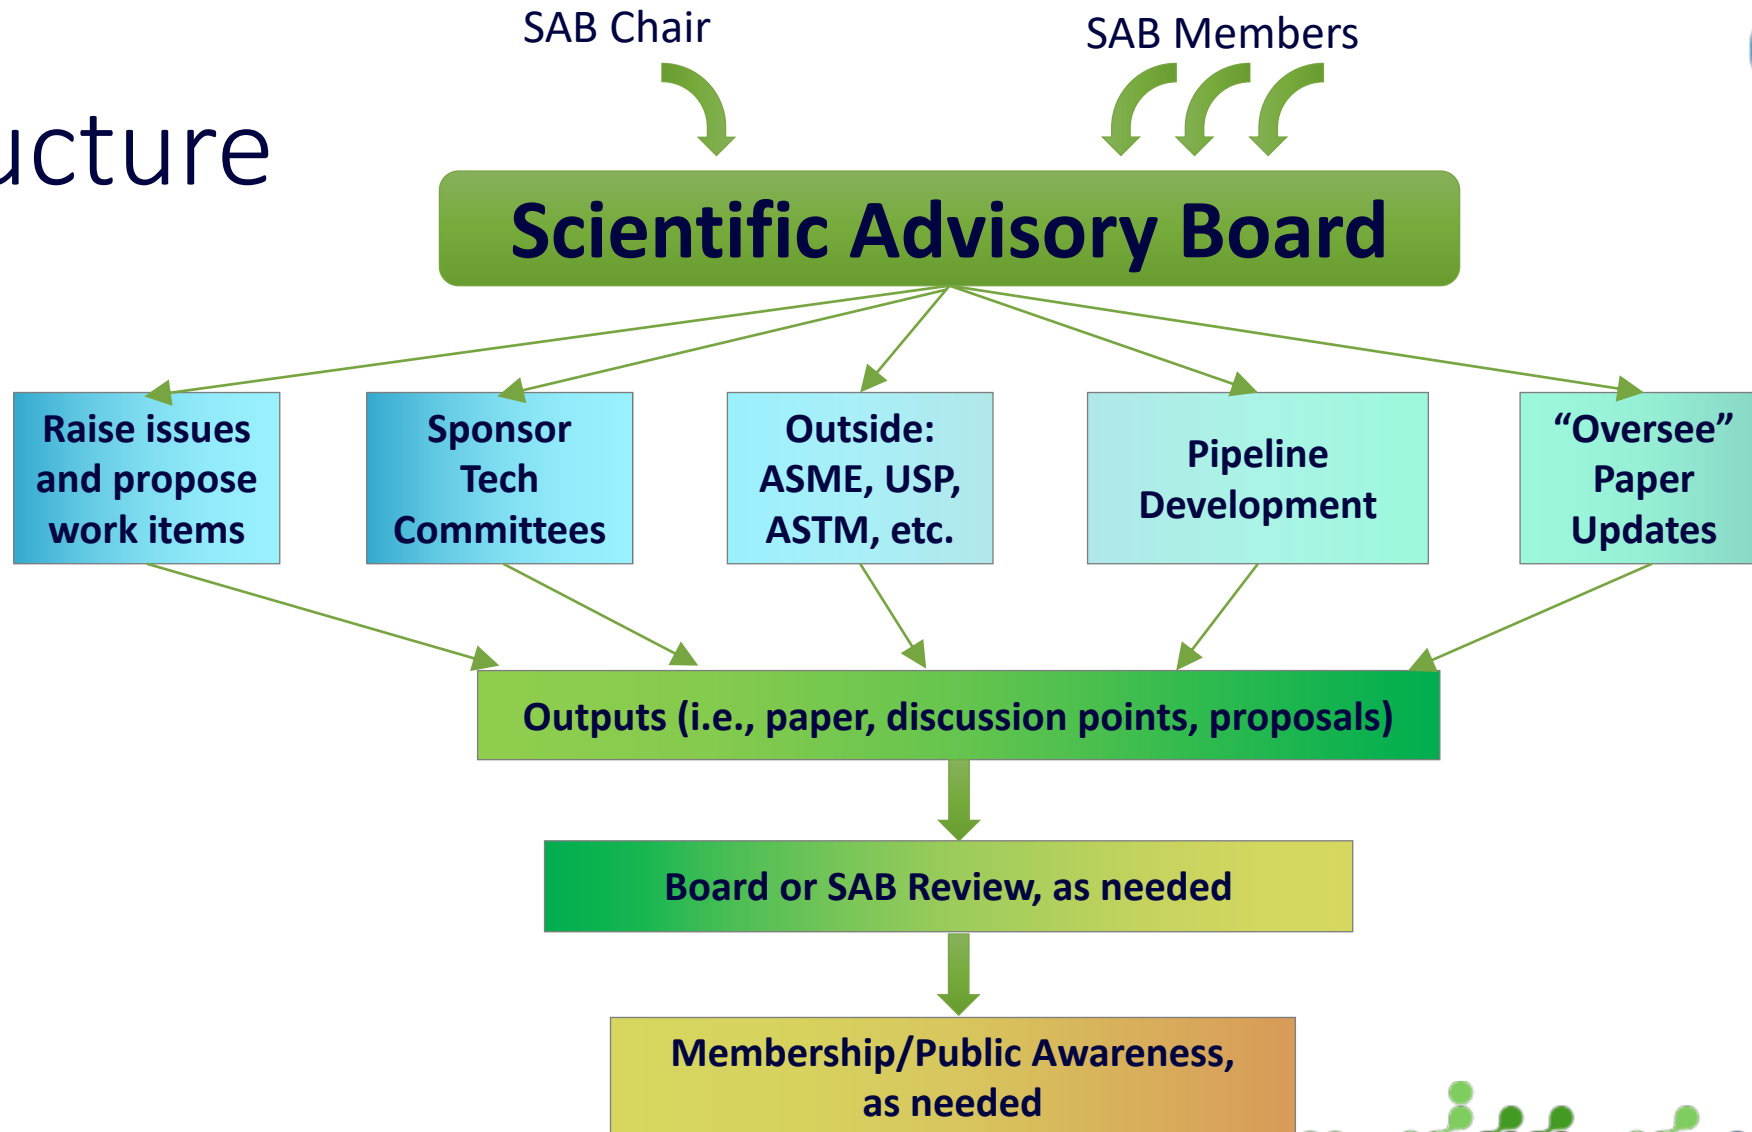 SAB Chair
SAB Members
ucture
Scientific Advisory Board
Raise issues
and propose
work items
Sponsor
Tech
Committees
Outside:
ASME, USP,
ASTM, etc.
Pipeline
Development
“Oversee”
Paper
Updates
Outputs (i.e., paper, discussion points, proposals)
Board or SAB Review, as needed
Membership/Public Awareness,
as needed